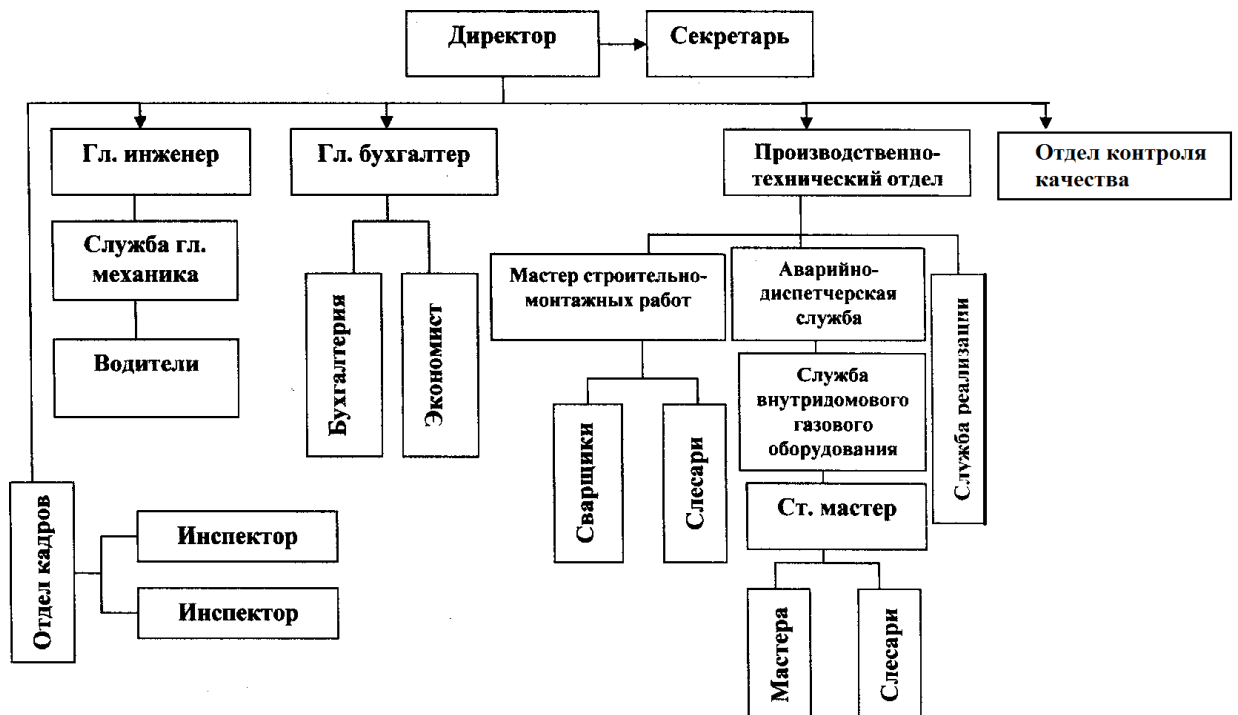 Директор
Секретарь
Гл. инженер
Гл. бухгалтер
Производственно-
технический отдел
Отдел контроля
качества
Служба гл.
механика
Водители
Бухгалтерия
Экономист
Мастер строительно-
монтажных работ
Аварийно-
диспетчерская
служба
Служба реализации
Служба
внутридомового
газового
оборудования
Сварщики
Слесари
Ст. мастер
Отдел кадров
Инспектор
Инспектор
Мастера
Слесари